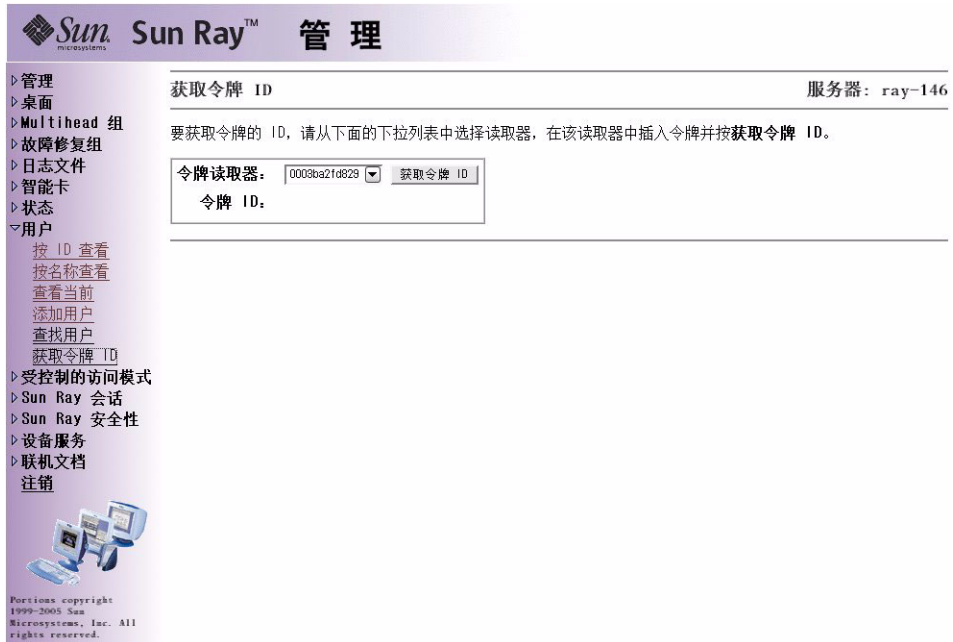 Sun microsystems Sun Ray™ 管 理
▷管理
▷桌面
▷Multihead 组
▷故障修复组
▷日志文件
▷智能卡
▷状态
▽用户
按 ID 查看
按名称查看
查看当前
添加用户
查找用户
获取令牌 ID
▷受控制的访问模式
▷Sun Ray 会话
▷Sun Ray 安全性
▷设备服务
▷联机文档
注销
Portions copyright
1999-2005 Sun
Microsystems, Inc. All
rights reserved.
获取令牌 ID 服务器: ray-146
要获取令牌的 ID, 请从下面的下拉列表中选择读取器, 在该读取器中插入令牌并按获取令牌 ID。
令牌读取器: 0003ba2fd829 获取令牌 ID
令牌 ID: